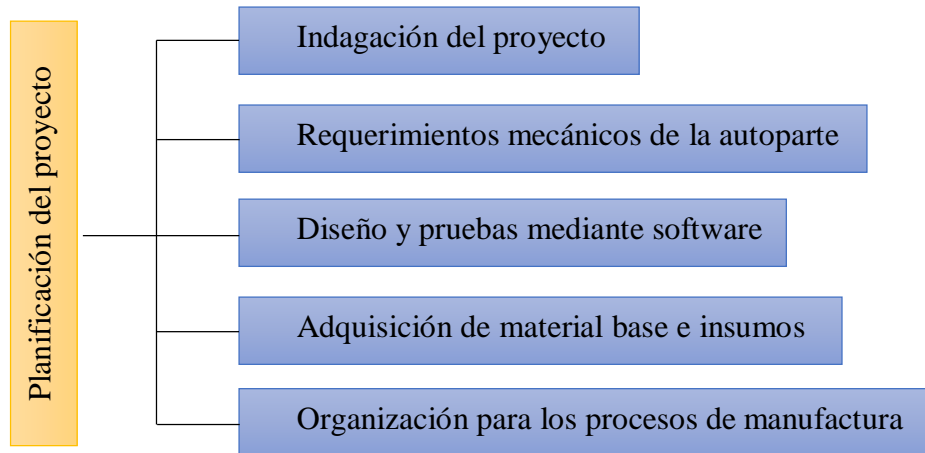 Planificación del proyecto
Indagación del proyecto
Requerimientos mecánicos de la autoparte
Diseño y pruebas mediante software
Adquisición de material base e insumos
Organización para los procesos de manufactura